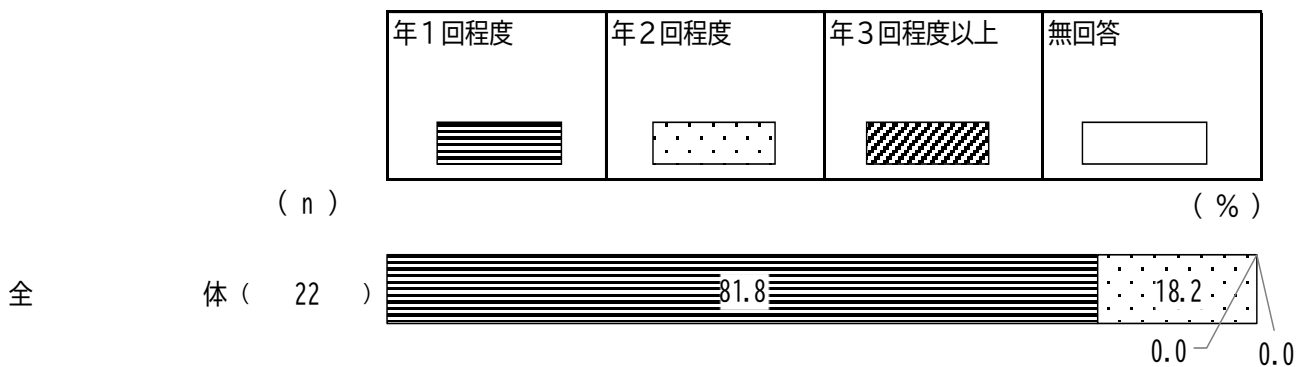 年１回程度 年２回程度 年３回程度以上 無回答
( n ) ( % )
全 体 ( 22 ) 81.8 18.2
0.0 0.0